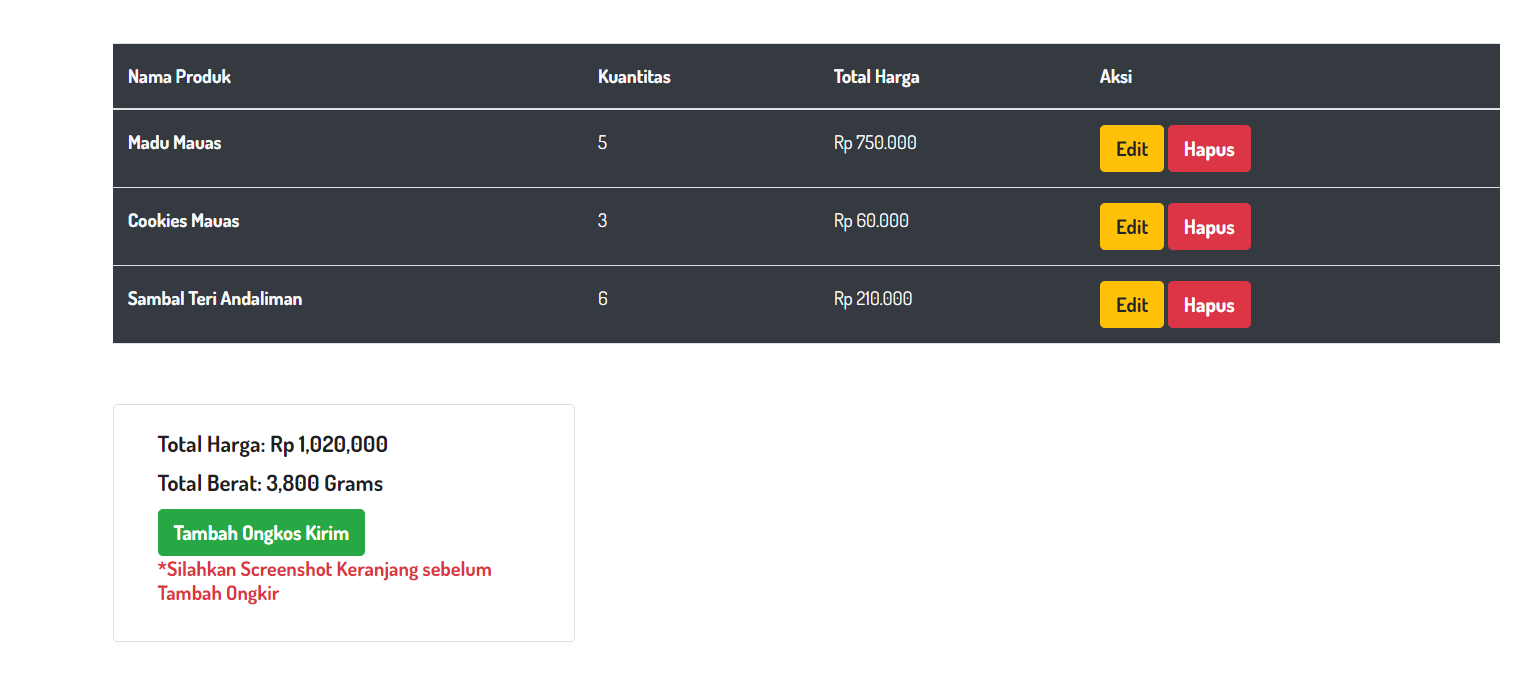 Nama Produk Kuantitas Total Harga Aksi
Madu Mauas 5 Rp 750.000 Edit Hapus
Cookies Mauas 3 Rp 60.000 Edit Hapus
Sambal Teri Andaliman 6 Rp 210.000 Edit Hapus
Total Harga: Rp 1,020,000
Total Berat: 3,800 Grams
Tambah Ongkos Kirim
*Silahkan Screenshot Keranjang sebelum
Tambah Ongkir